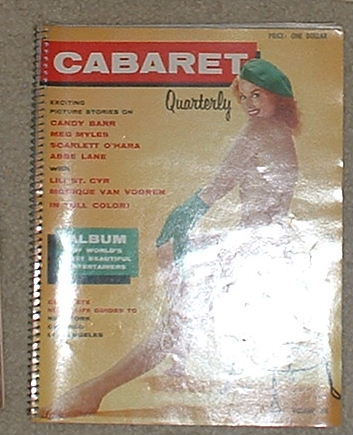 PRICE- ONE DOLLAR
CABARET
Quarterly
EXCITING
PICTURE STORIES ON
CANDY BARR
MEG MYLES
SCARLETT O'HARA
ABBE LANE
WITH
LILI ST. CYR
MONIQUE VAN VOOREN
IN FULL COLOR!
ALBUM
OF WORLD'S
BEAUTIFUL
ENTERTAINERS
GUIDES TO
NEW YORK
CHICAGO
LOS ANGELES